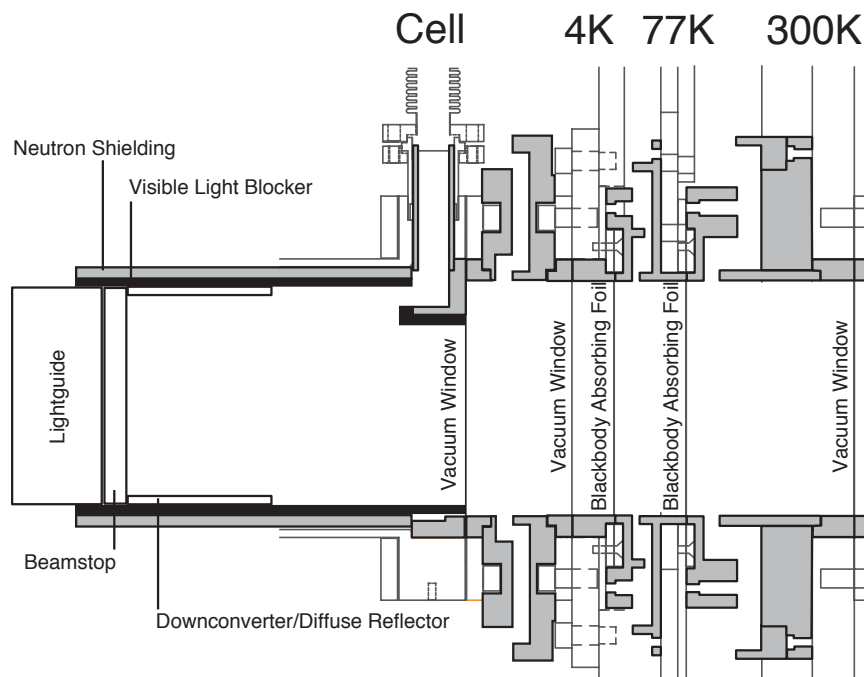 Cell 4K 77K 300K
Neutron Shielding
Visible Light Blocker
Lightguide
Vacuum Window
Vacuum Window
Blackbody Absorbing Foil
Blackbody Absorbing Foil
Vacuum Window
Beamstop
Downconverter/Diffuse Reflector